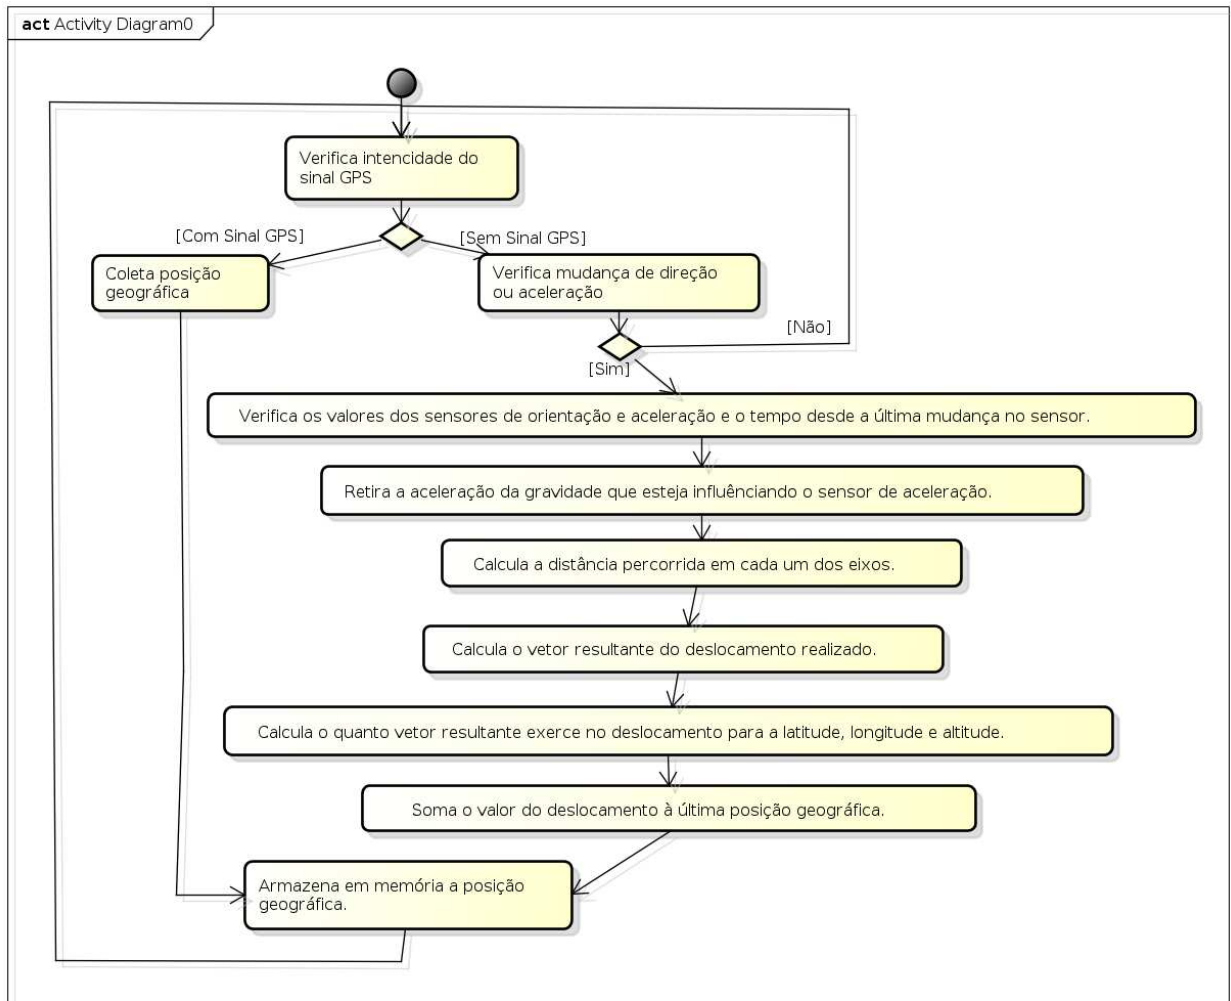 act Activity Diagram0
Verifica intencidade do
sinal GPS
[Com Sinal GPS]
[Sem Sinal GPS]
Coleta posição
geográfica
Verifica mudança de direção
ou aceleração
[Não]
[Sim]
Verifica os valores dos sensores de orientação e aceleração e o tempo desde a última mudança no sensor.
Retira a aceleração da gravidade que esteja influênciando o sensor de aceleração.
Calcula a distância percorrida em cada um dos eixos.
Calcula o vetor resultante do deslocamento realizado.
Calcula o quanto vetor resultante exerce no deslocamento para a latitude, longitude e altitude.
Soma o valor do deslocamento à última posição geográfica.
Armazena em memória a posição
geográfica.